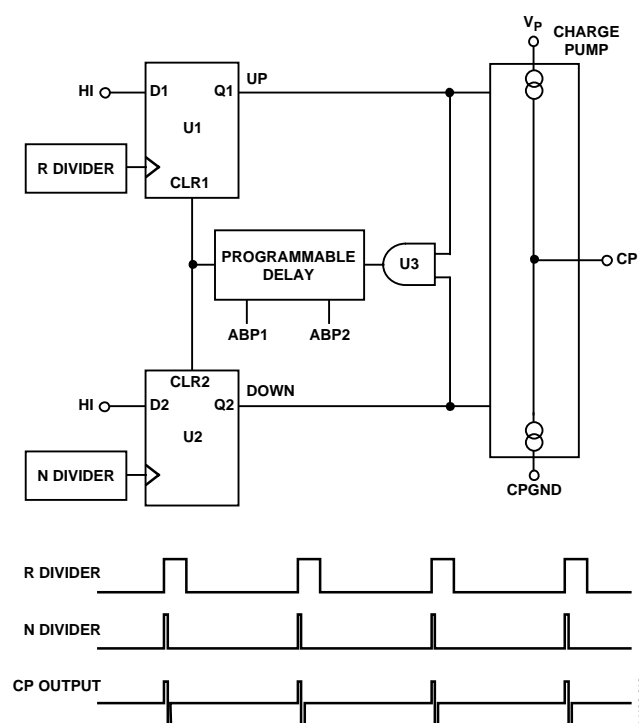 V_P
CHARGE
PUMP
HI
D1
Q1
UP
U1
R DIVIDER
CLR1
PROGRAMMABLE
DELAY
U3
CP
ABP1
ABP2
CLR2
DOWN
HI
D2
Q2
U2
N DIVIDER
CPGND
R DIVIDER
N DIVIDER
CP OUTPUT